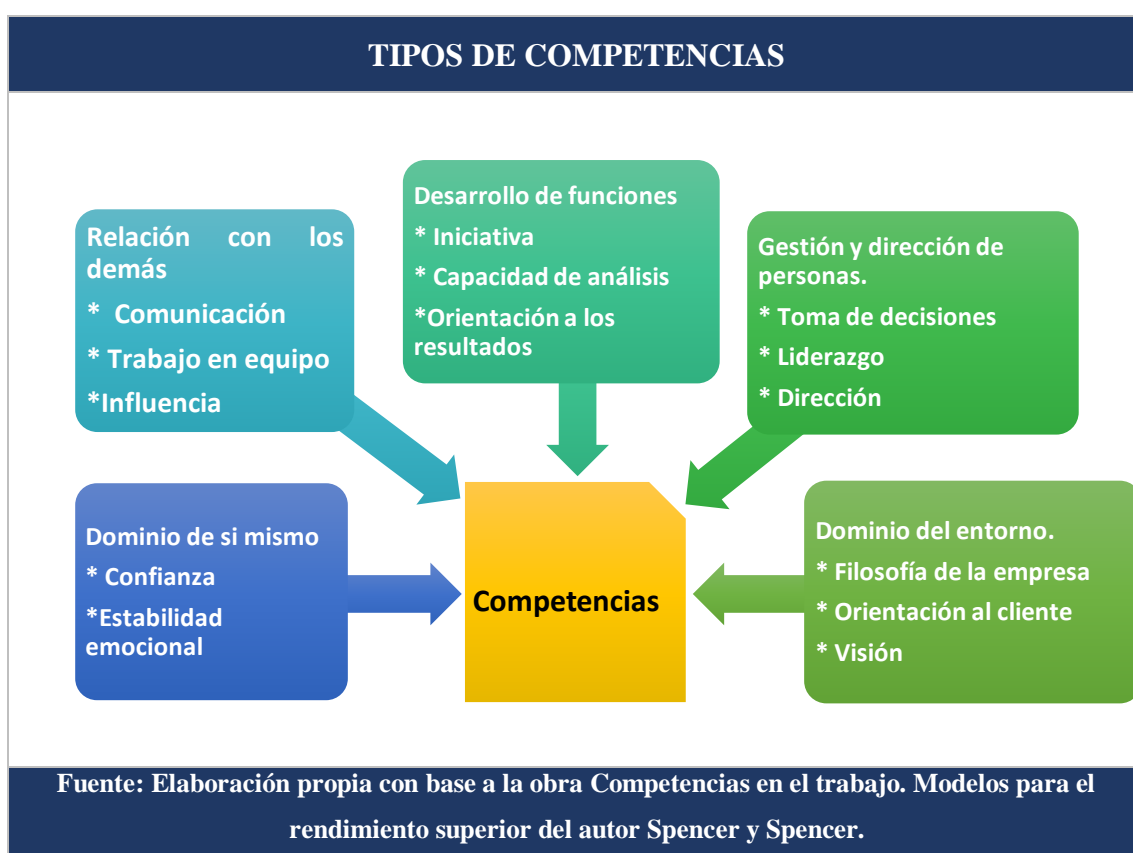 TIPOS DE COMPETENCIAS
Relación con los
demás
* Comunicación
* Trabajo en equipo
*Influencia
Desarrollo de funciones
* Iniciativa
* Capacidad de análisis
*Orientación a los
resultados
Gestión y dirección de
personas.
* Toma de decisiones
* Liderazgo
* Dirección
Dominio de si mismo
* Confianza
*Estabilidad
emocional
Competencias
Dominio del entorno.
* Filosofía de la empresa
* Orientación al cliente
* Visión
Fuente: Elaboración propia con base a la obra Competencias en el trabajo. Modelos para el
rendimiento superior del autor Spencer y Spencer.